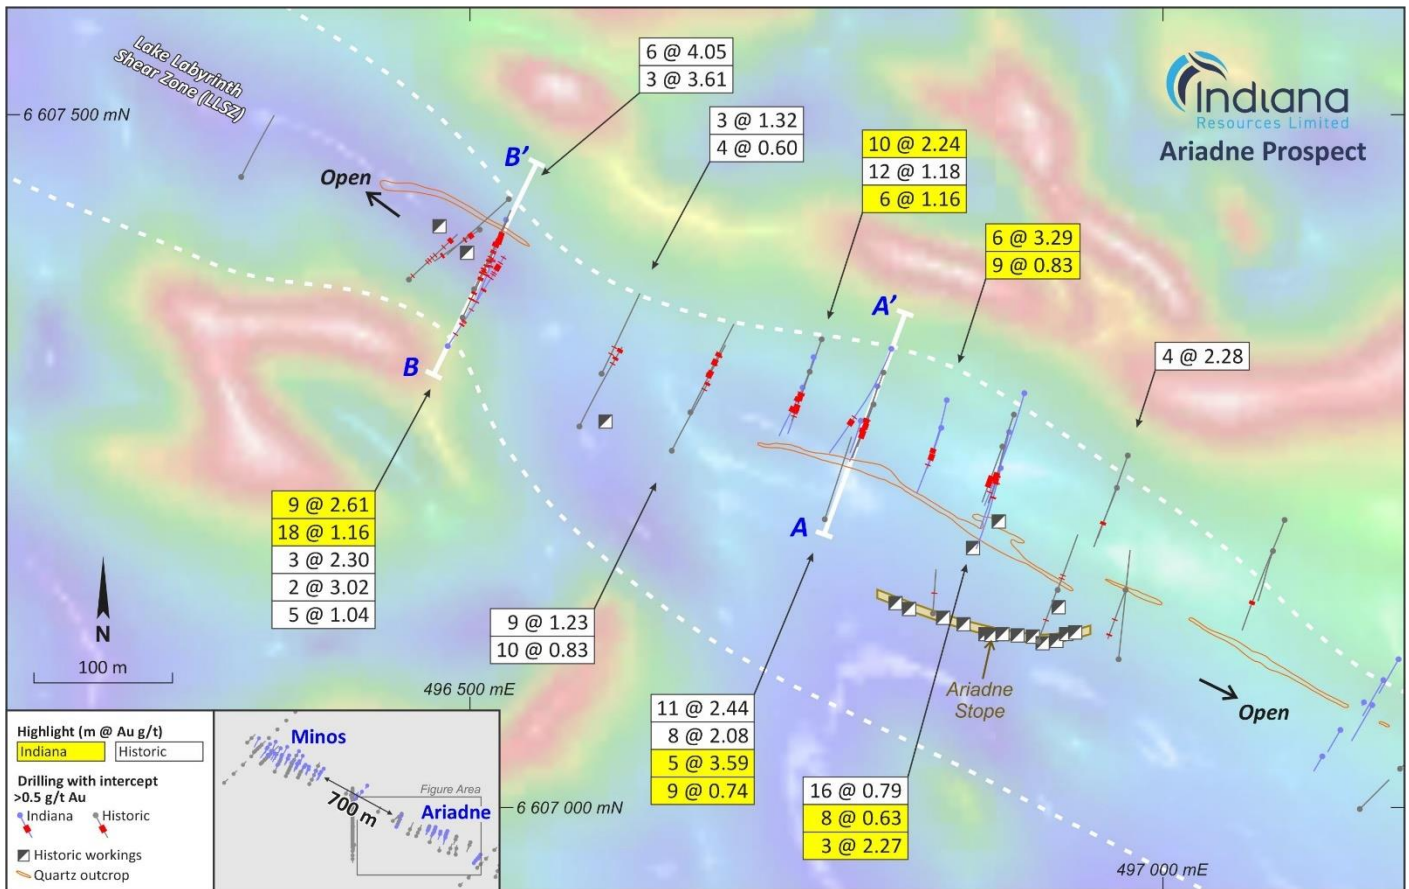 Lake Labyrinth
Shear Zone (LLSZ)
6 607 500 mN
6 @ 4.05
3 @ 3.61
3 @ 1.32
4 @ 0.60
10 @ 2.24
12 @ 1.18
6 @ 1.16
Indiana
Resources Limited
Ariadne Prospect
B'
Open
6 @ 3.29
9 @ 0.83
A'
4 @ 2.28
B
A
9 @ 2.61
18 @ 1.16
3 @ 2.30
2 @ 3.02
5 @ 1.04
9 @ 1.23
10 @ 0.83
N
100 m
496 500 mE
11 @ 2.44
8 @ 2.08
5 @ 3.59
9 @ 0.74
16 @ 0.79
8 @ 0.63
3 @ 2.27
Ariadne
Stope
Open
6 607 000 mN
497 000 mE
Highlight (m @ Au g/t)
Indiana Historic
Drilling with intercept
>0.5 g/t Au
Indiana Historic
Historic workings
Quartz outcrop
Minos
700 m
Figure Area
Ariadne